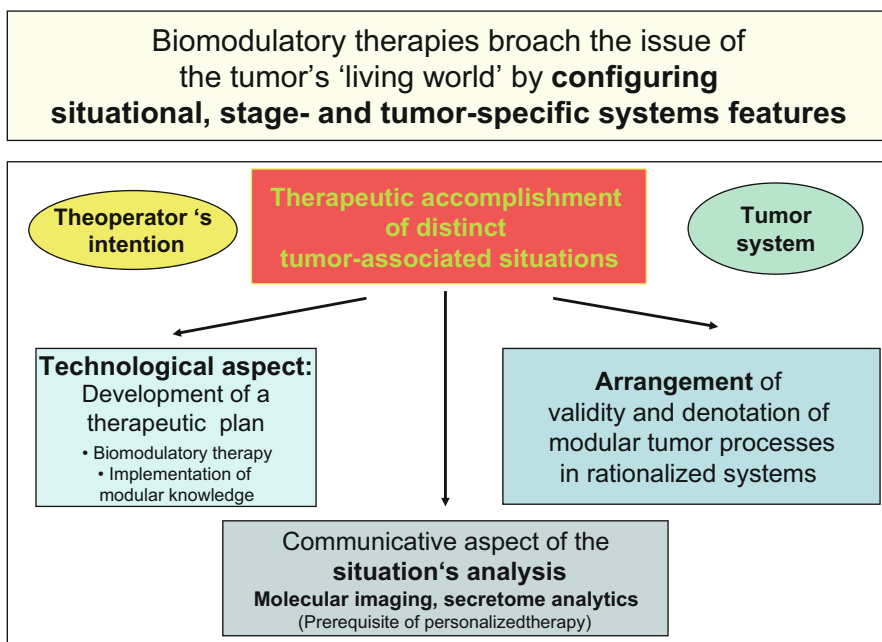 Biomodulatory therapies broach the issue of
the tumor's 'living world' by configuring
situational, stage- and tumor-specific systems features
Theoperator ‘s
intention
Therapeutic accomplishment
of distinct
tumor-associated situations
Tumor
system
Technological aspect:
Development of a
therapeutic plan
• Biomodulatory therapy
• Implementation of
modular knowledge
Arrangement of
validity and denotation of
modular tumor processes
in rationalized systems
Communicative aspect of the
situation‘s analysis
Molecular imaging, secretome analytics
(Prerequisite of personalizedtherapy)